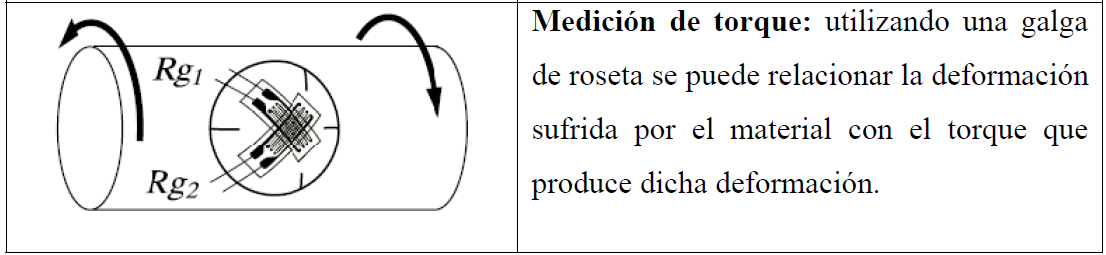 Rg1
Rg2
Medición de torque: utilizando una galga
de roseta se puede relacionar la deformación
sufrida por el material con el torque que
produce dicha deformación.